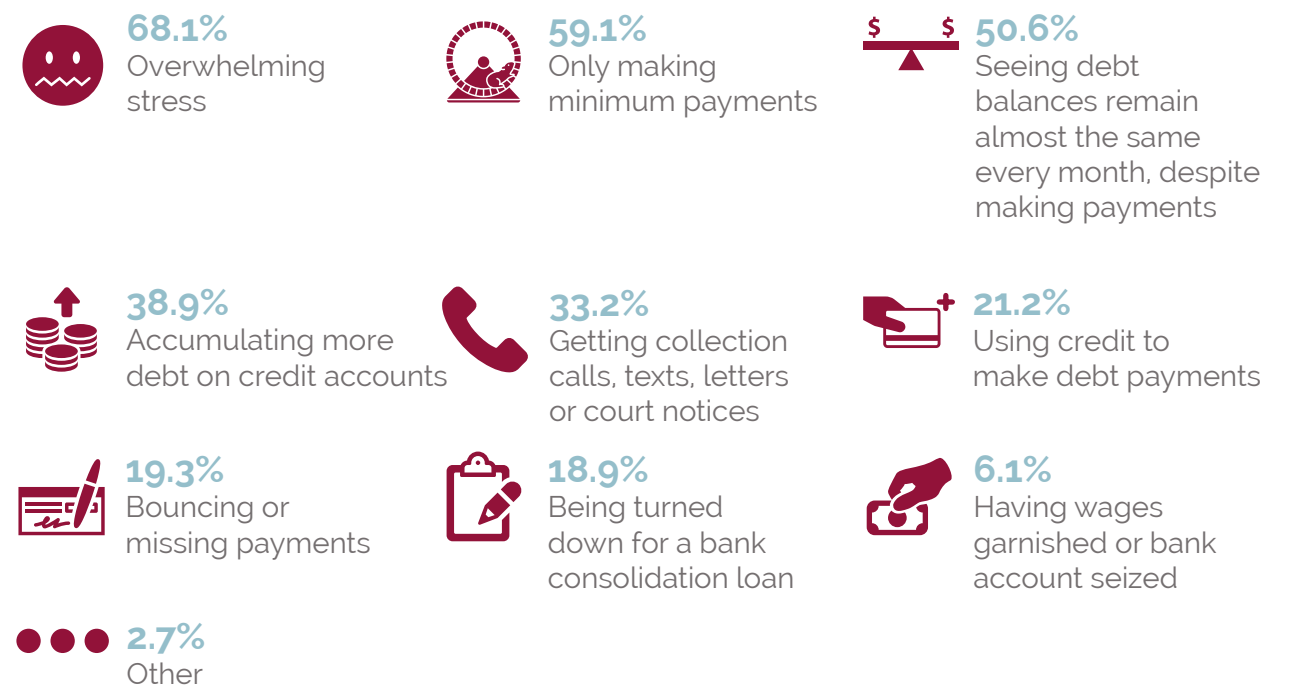 68.1%
Overwhelming
stress
59.1%
Only making
minimum payments
$ $
50.6%
Seeing debt
balances remain
almost the same
every month, despite
making payments
38.9%
Accumulating more
debt on credit accounts
33.2%
Getting collection
calls, texts, letters
or court notices
21.2%
Using credit to
make debt payments
19.3%
Bouncing or
missing payments
18.9%
Being turned
down for a bank
consolidation loan
6.1%
Having wages
garnished or bank
account seized
2.7%
Other